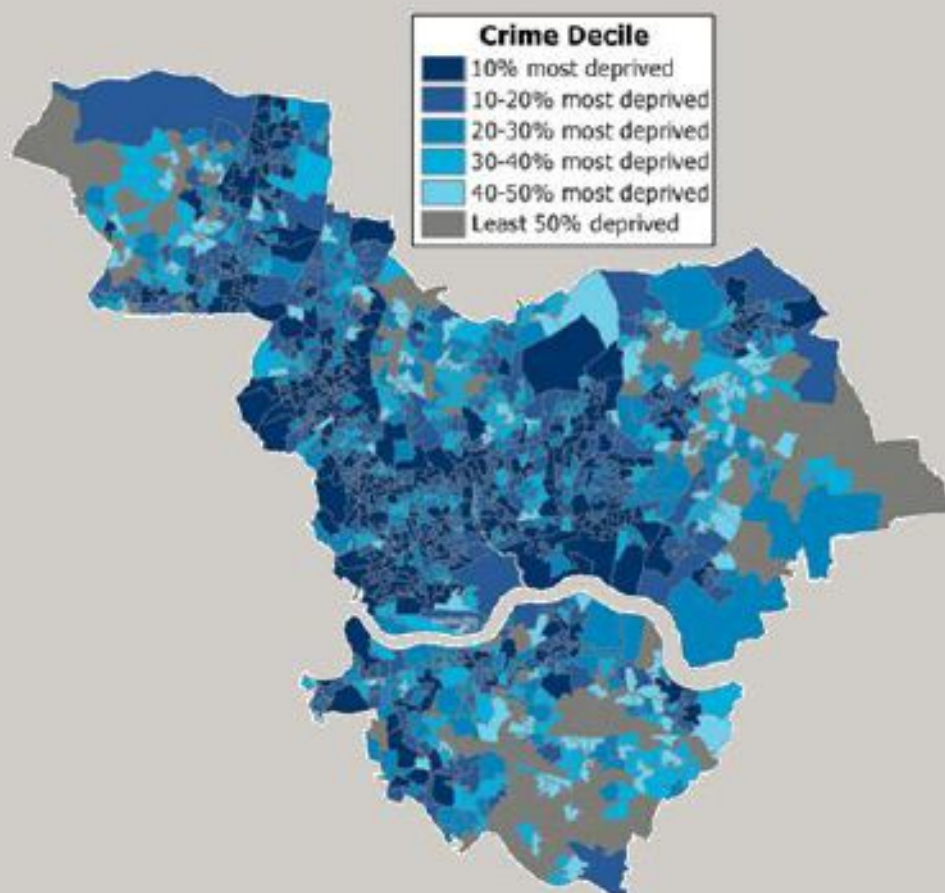 Crime Decile
10% most deprived
10-20% most deprived
20-30% most deprived
30-40% most deprived
40-50% most deprived
Least 50% deprived